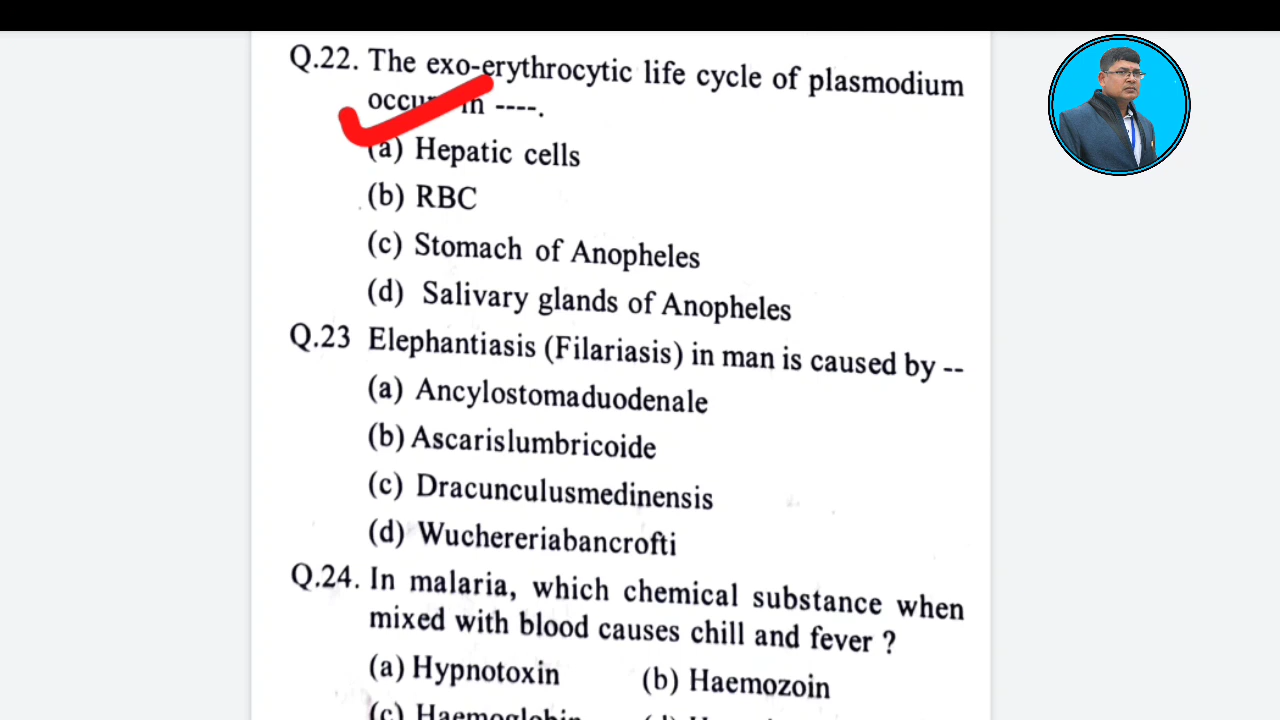 Q.22. The exo-erythrocytic life cycle of plasmodium
in ----.
(a) Hepatic cells
(b) RBC
(c) Stomach of Anopheles
(d) Salivary glands of Anopheles
Q.23 Elephantiasis (Filariasis) in man is caused by --
(a) Ancylostomaduodenale
(b) Ascarislumbricoide
(c) Dracunculusmedinensis
(d) Wuchereriabancrofti
Q.24. In malaria, which chemical substance when
mixed with blood causes chill and fever ?
(a) Hypnotoxin (b) Haemozoin
(c) Haemoglobin